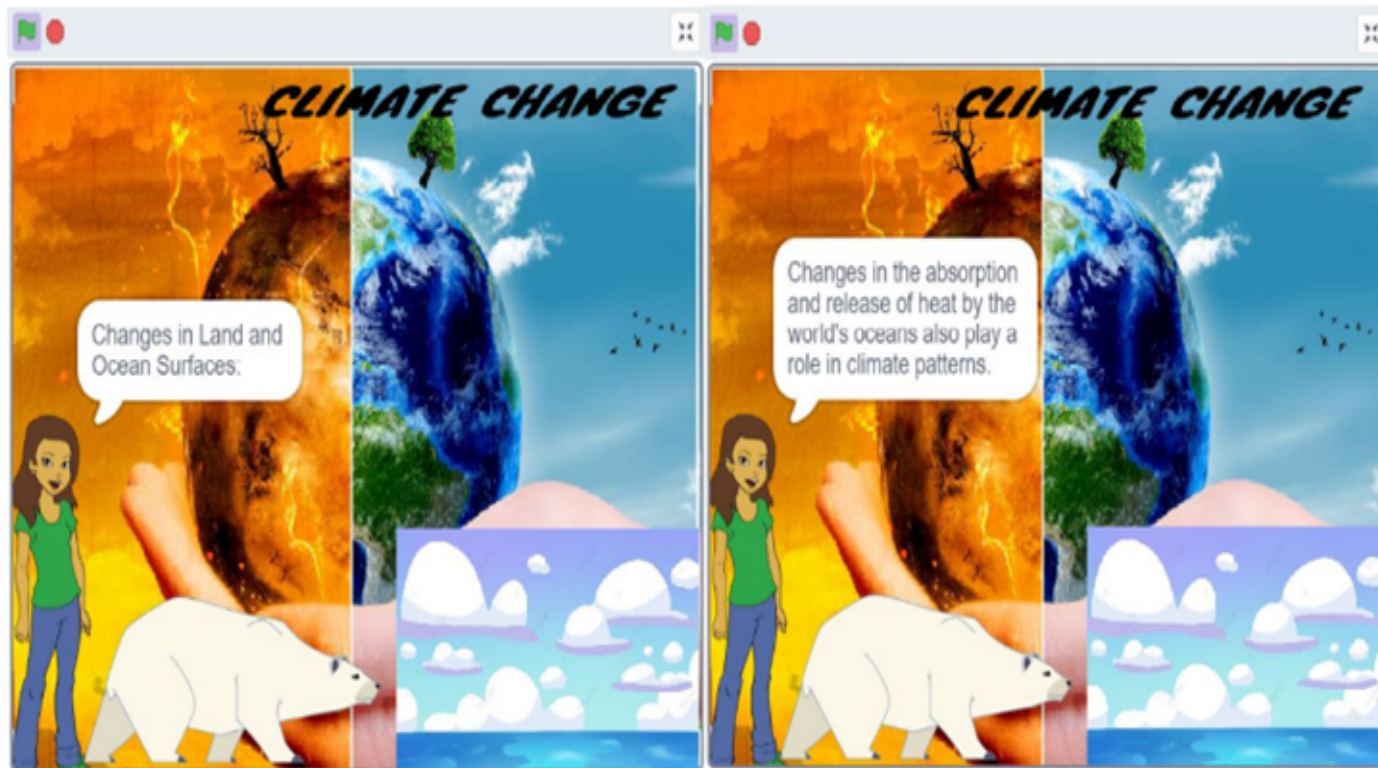 CLIMATE CHANGE
Changes in Land and
Ocean Surfaces:
CLIMATE CHANGE
Changes in the absorption
and release of heat by the
world's oceans also play a
role in climate patterns.